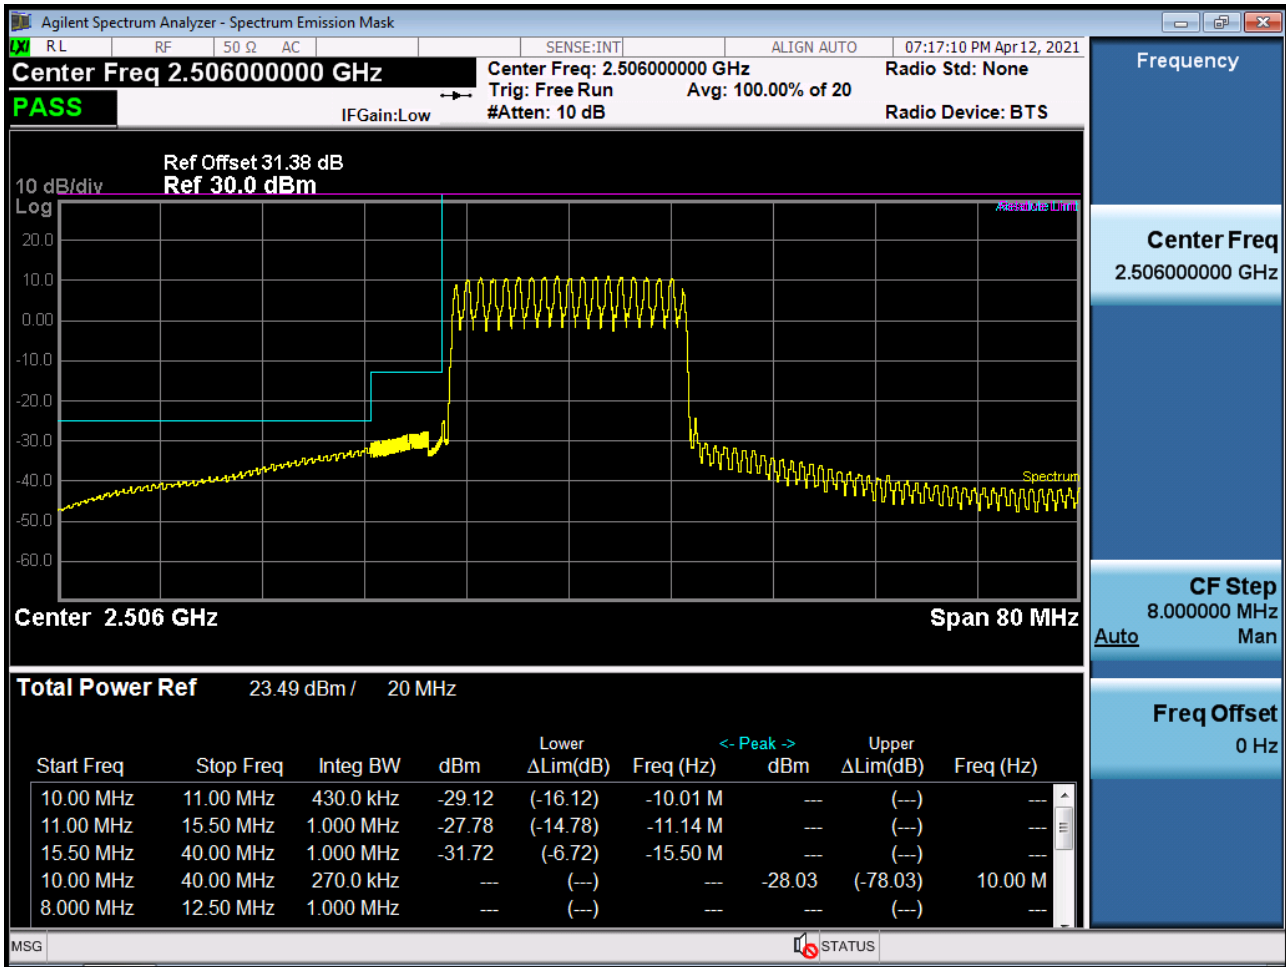 Agilent Spectrum Analyzer - Spectrum Emission Mask
LXI RL RF 50 Ω AC SENSE:INT ALIGN AUTO 07:17:10 PM Apr 12, 2021
Center Freq 2.506000000 GHz
Center Freq: 2.506000000 GHz Radio Std: None
Trig: Free Run Avg: 100.00% of 20
PASS
IFGain:Low #Atten: 10 dB Radio Device: BTS
Ref Offset 31.38 dB
10 dB/div Ref 30.0 dBm
Log
Absolute Limit
20.0
10.0
0.00
-10.0
-20.0
-30.0
-40.0
Spectrum
-50.0
-60.0
Center 2.506 GHz Span 80 MHz
Total Power Ref 23.49 dBm / 20 MHz
Lower <- Peak -> Upper
Start Freq Stop Freq Integ BW dBm ΔLim(dB) Freq (Hz) dBm ΔLim(dB) Freq (Hz)
10.00 MHz 11.00 MHz 430.0 kHz -29.12 (-16.12) -10.01 M --- (---) ---
11.00 MHz 15.50 MHz 1.000 MHz -27.78 (-14.78) -11.14 M --- (---) ---
15.50 MHz 40.00 MHz 1.000 MHz -31.72 (-6.72) -15.50 M --- (---) ---
10.00 MHz 40.00 MHz 270.0 kHz --- (---) --- -28.03 (-78.03) 10.00 M
8.000 MHz 12.50 MHz 1.000 MHz --- (---) --- --- (---) ---
MSG STATUS
Frequency
Center Freq
2.506000000 GHz
CF Step
8.000000 MHz
Auto Man
Freq Offset
0 Hz